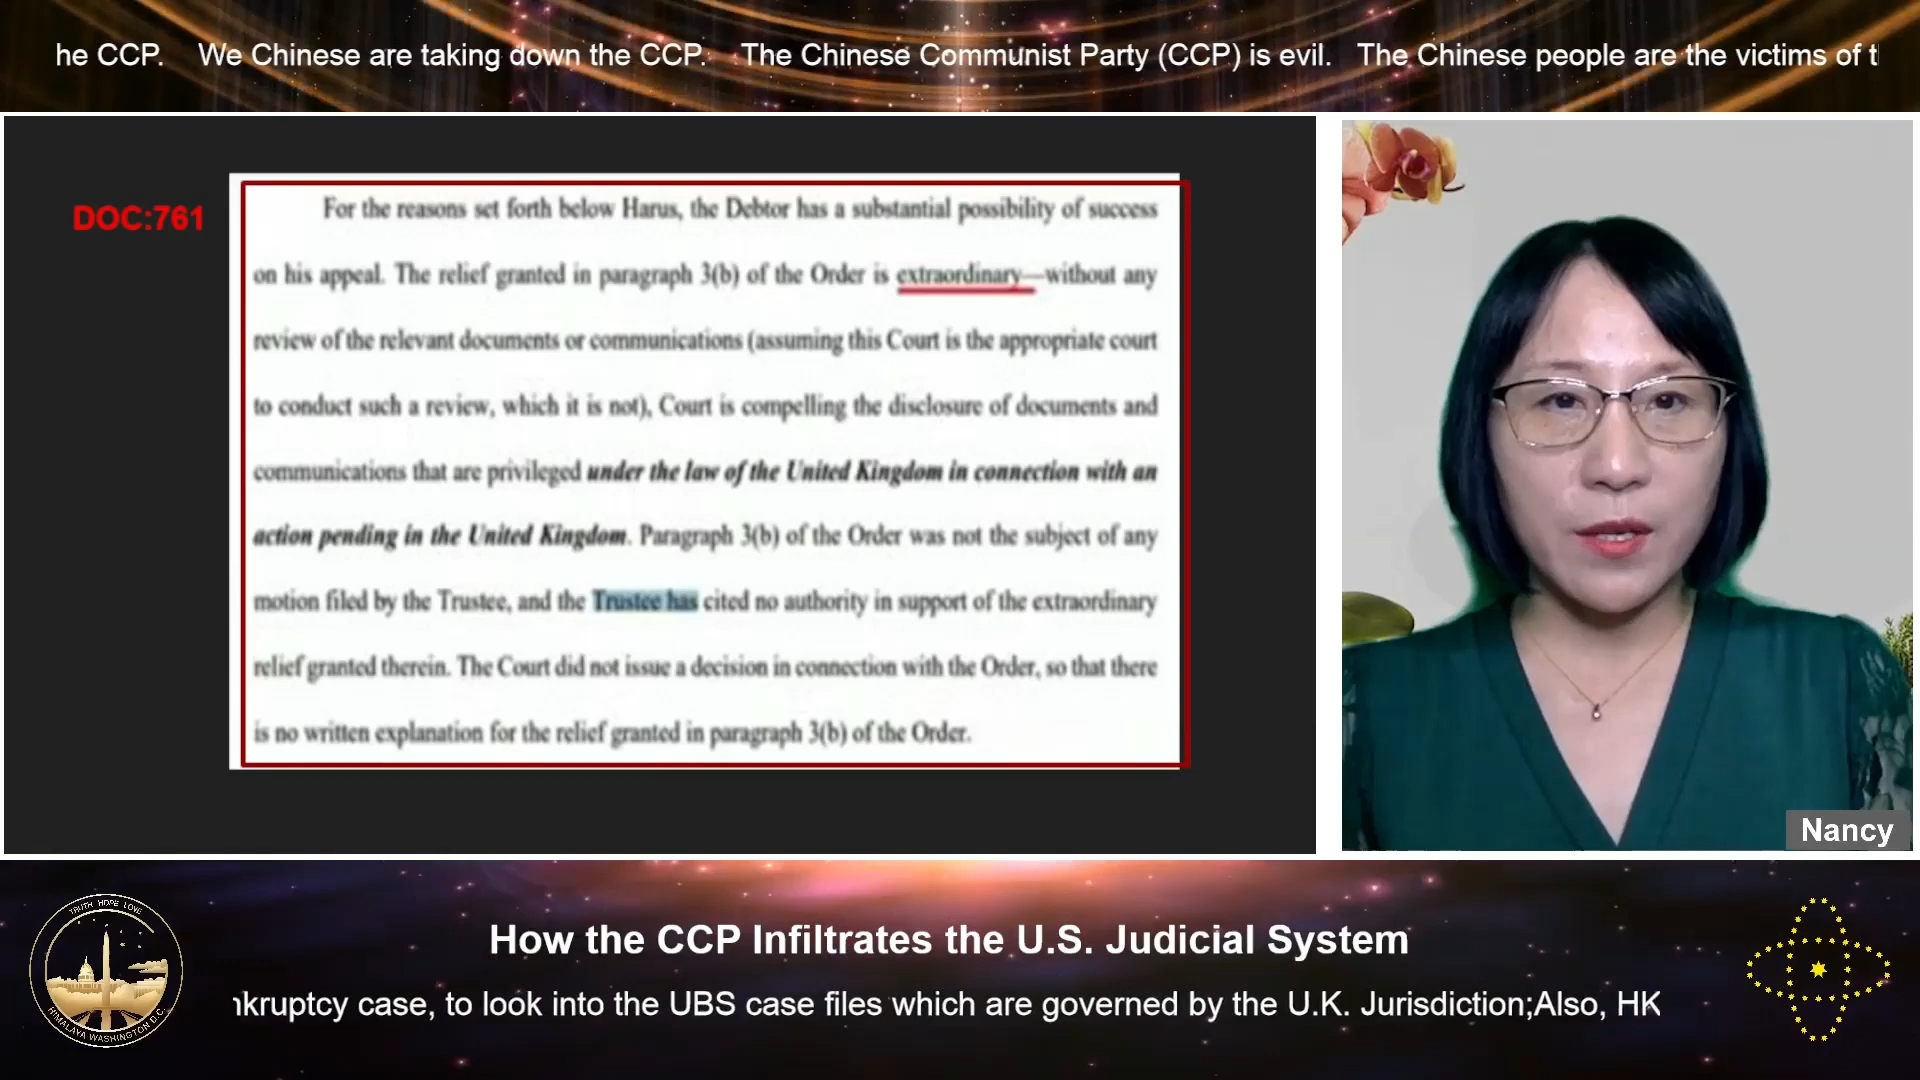 he CCP. We Chinese are taking down the CCP. The Chinese Communist Party (CCP) is evil. The Chinese people are the victims of t
DOC:761
For the reasons set forth below Harus, the Debtor has a substantial possibility of success
on his appeal. The relief granted in paragraph 3(b) of the Order is extraordinary—without any
review of the relevant documents or communications (assuming this Court is the appropriate court
to conduct such a review, which it is not), Court is compelling the disclosure of documents and
communications that are privileged under the law of the United Kingdom in connection with an
action pending in the United Kingdom. Paragraph 3(b) of the Order was not the subject of any
motion filed by the Trustee, and the Trustee has cited no authority in support of the extraordinary
relief granted therein. The Court did not issue a decision in connection with the Order, so that there
is no written explanation for the relief granted in paragraph 3(b) of the Order.
Nancy
TRUTH HOPE LOVE
HIMALAYA WASHINGTON D.C.
How the CCP Infiltrates the U.S. Judicial System
nkruptcy case, to look into the UBS case files which are governed by the U.K. Jurisdiction;Also, HK